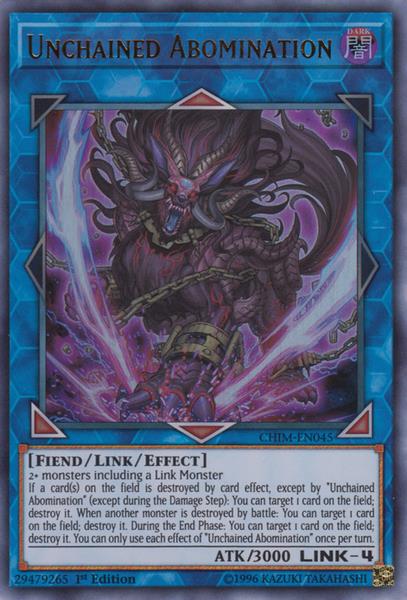 UNCHAINED ABOMINATION
DARK
闇
CHIM-EN045
[FIEND/LINK/EFFECT]
2+ monsters including a Link Monster
If a card(s) on the field is destroyed by card effect, except by "Unchained
Abomination" (except during the Damage Step): You can target 1 card on the field;
destroy it. When another monster is destroyed by battle: You can target 1 card
on the field; destroy it. During the End Phase: You can target 1 card on the field;
destroy it. You can only use each effect of "Unchained Abomination" once per turn.
ATK/3000 LINK-4
29479265 1st Edition ©1996 KAZUKI TAKAHASHI